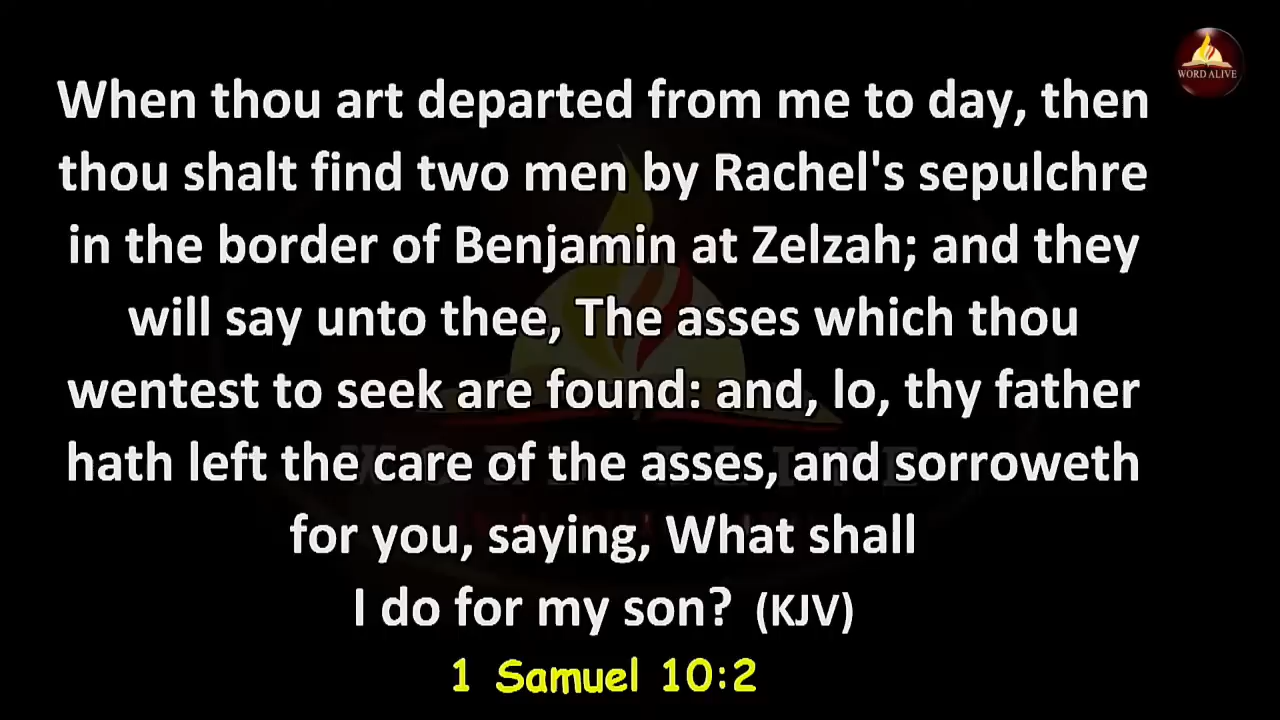 WORD ALIVE
When thou art departed from me to day, then
thou shalt find two men by Rachel's sepulchre
in the border of Benjamin at Zelzah; and they
will say unto thee, The asses which thou
wentest to seek are found: and, lo, thy father
hath left the care of the asses, and sorroweth
for you, saying, What shall
I do for my son? (KJV)
1 Samuel 10:2